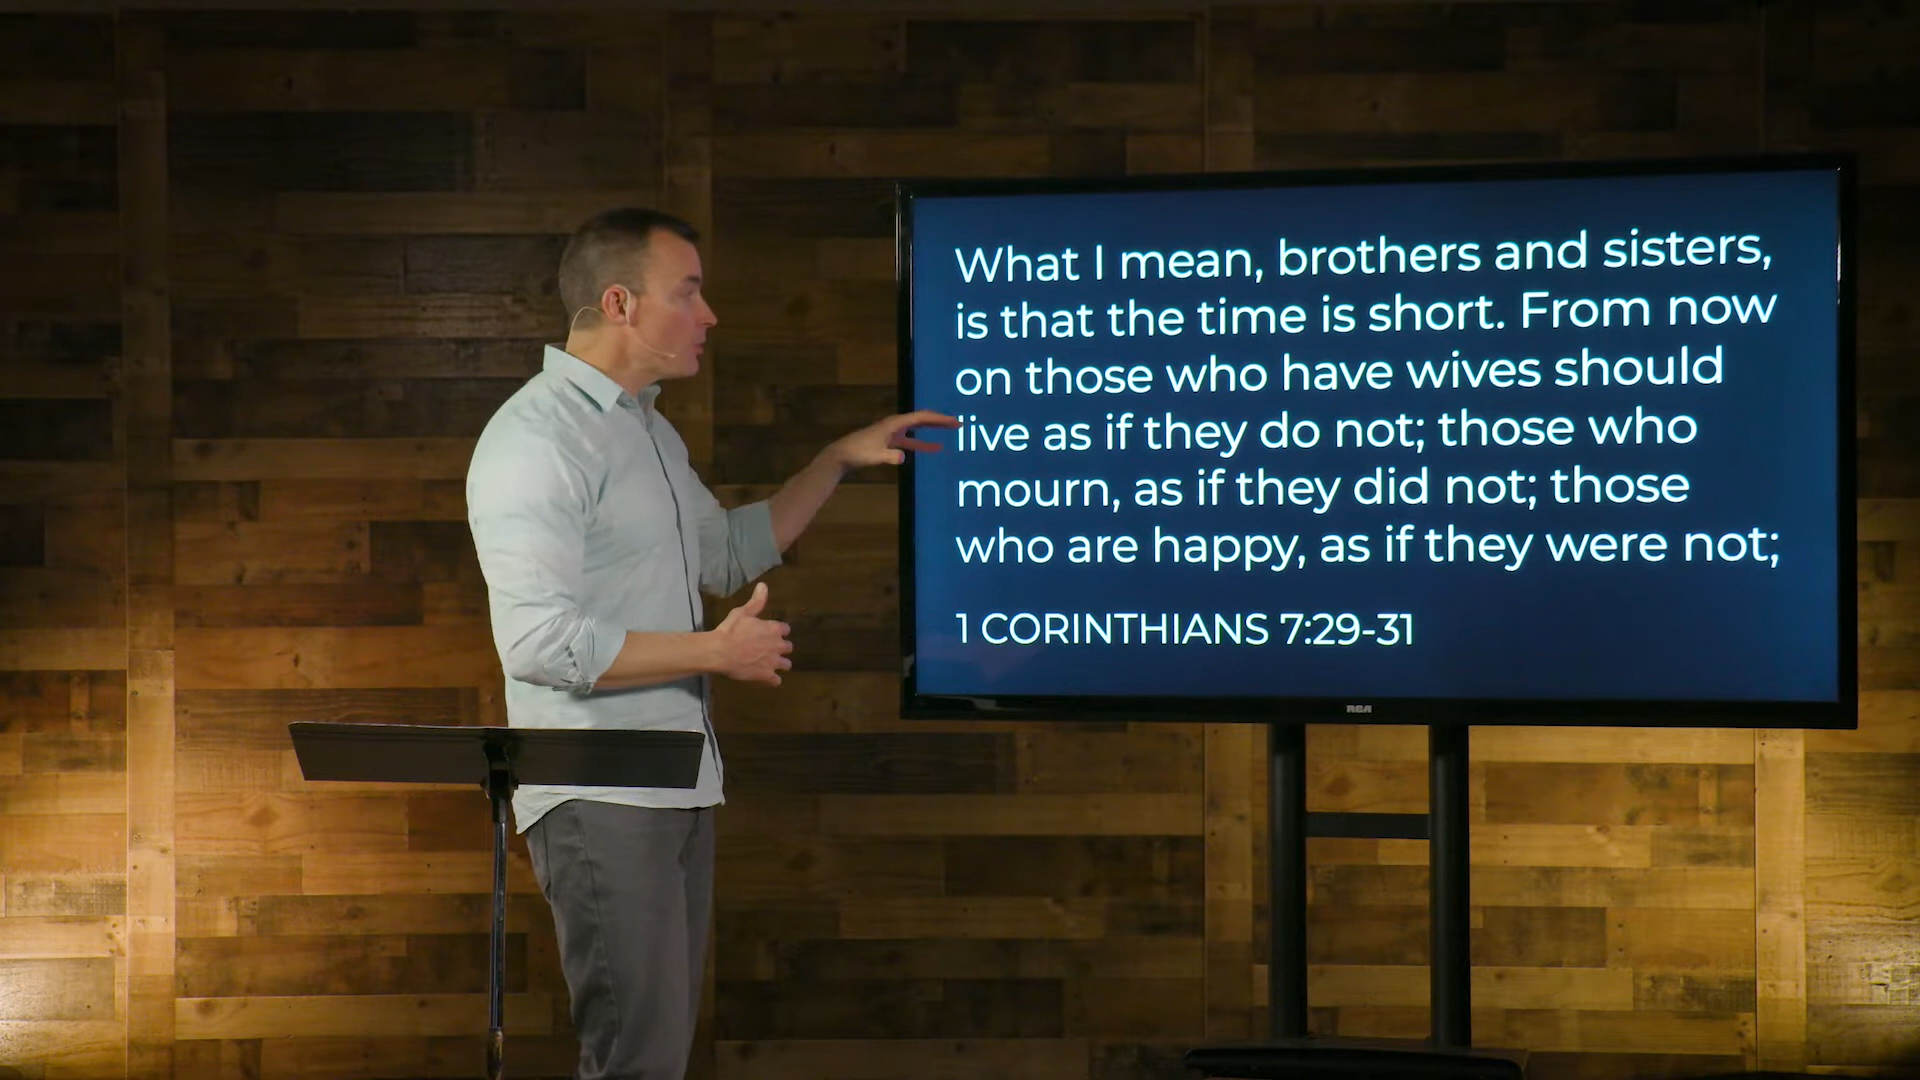 What I mean, brothers and sisters,
is that the time is short. From now
on those who have wives should
live as if they do not; those who
mourn, as if they did not; those
who are happy, as if they were not;
1 CORINTHIANS 7:29-31
RCA